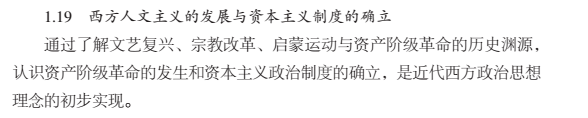 1.19 西方人文主义的发展与资本主义制度的确立
通过了解文艺复兴、宗教改革、启蒙运动与资产阶级革命的历史渊源，
认识资产阶级革命的发生和资本主义政治制度的确立，是近代西方政治思想
理念的初步实现。